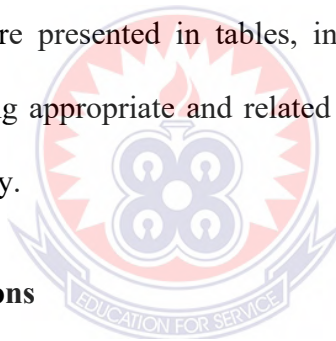 re presented in tables, in
g appropriate and related
y.
ons
EDUCATION FOR SERVICE